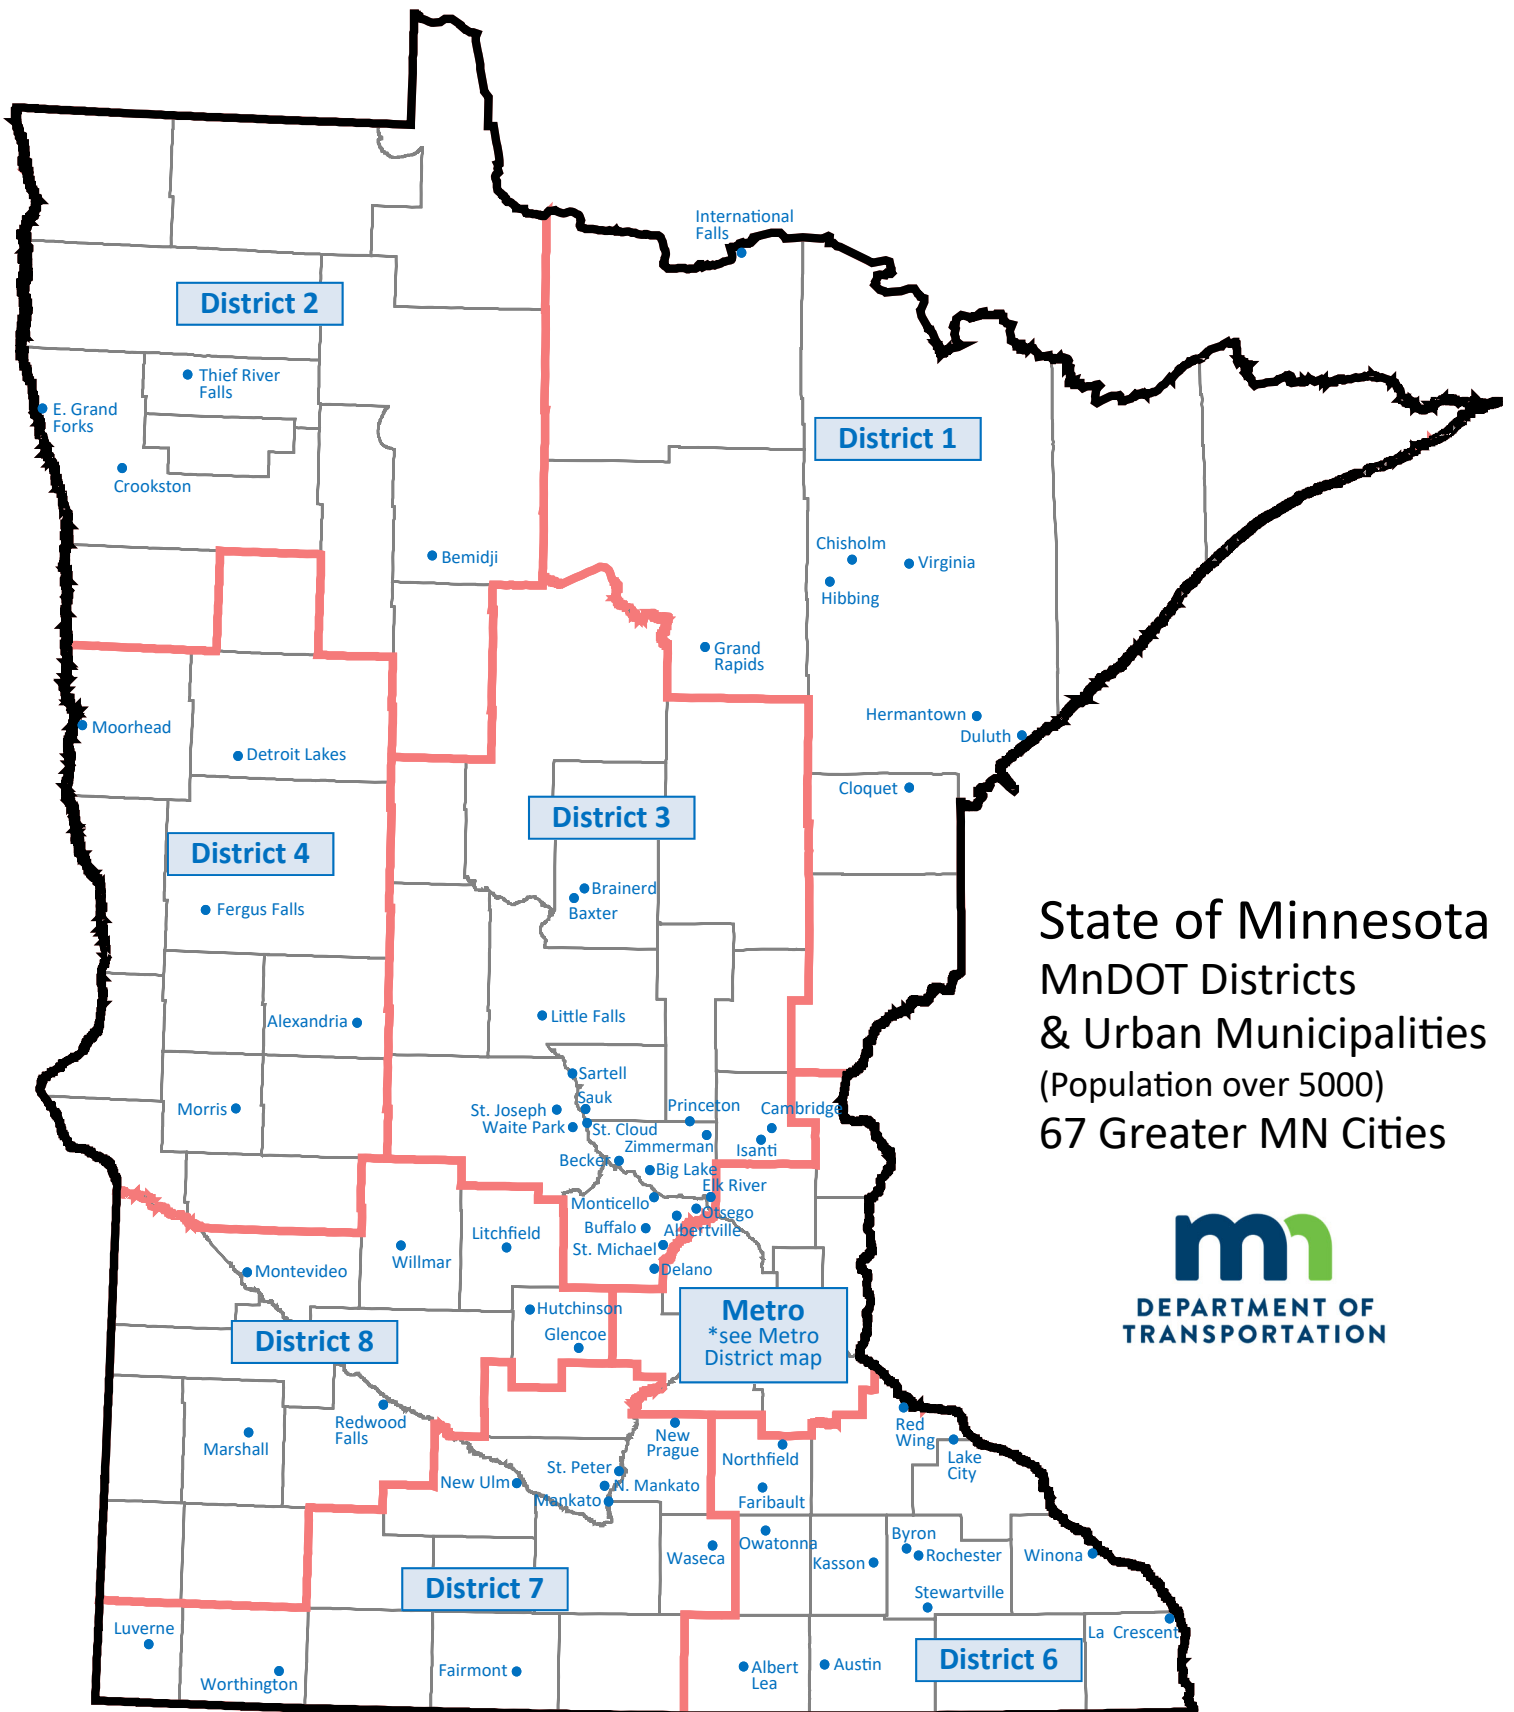 International
Falls
District 2
Thief River
Falls
E. Grand
Forks
Crookston
District 1
Bemidji
Chisholm
Virginia
Hibbing
Grand
Rapids
Hermantown
Duluth
Moorhead
Detroit Lakes
Cloquet
District 3
District 4
Brainerd
Baxter
Fergus Falls
State of Minnesota
MnDOT Districts
& Urban Municipalities
(Population over 5000)
67 Greater MN Cities
Little Falls
Alexandria
Sartell
Sauk
Morris
St. Joseph
Princeton
Cambridge
Waite Park
St. Cloud
Zimmerman
Isanti
Becker
Big Lake
Elk River
Monticello
Otsego
Buffalo
Albertville
St. Michael
Delano
Litchfield
Willmar
Montevideo
Hutchinson
Glencoe
Metro
*see Metro
District map
District 8
DEPARTMENT OF
TRANSPORTATION
Redwood
Falls
Marshall
New
Prague
Red
Wing
Northfield
Lake
City
St. Peter
New Ulm
N. Mankato
Mankato
Faribault
Owatonna
Byron
Waseca
Kasson
Rochester
Winona
District 7
Stewartville
Luverne
La Crescent
District 6
Worthington
Fairmont
Albert
Lea
Austin
mn